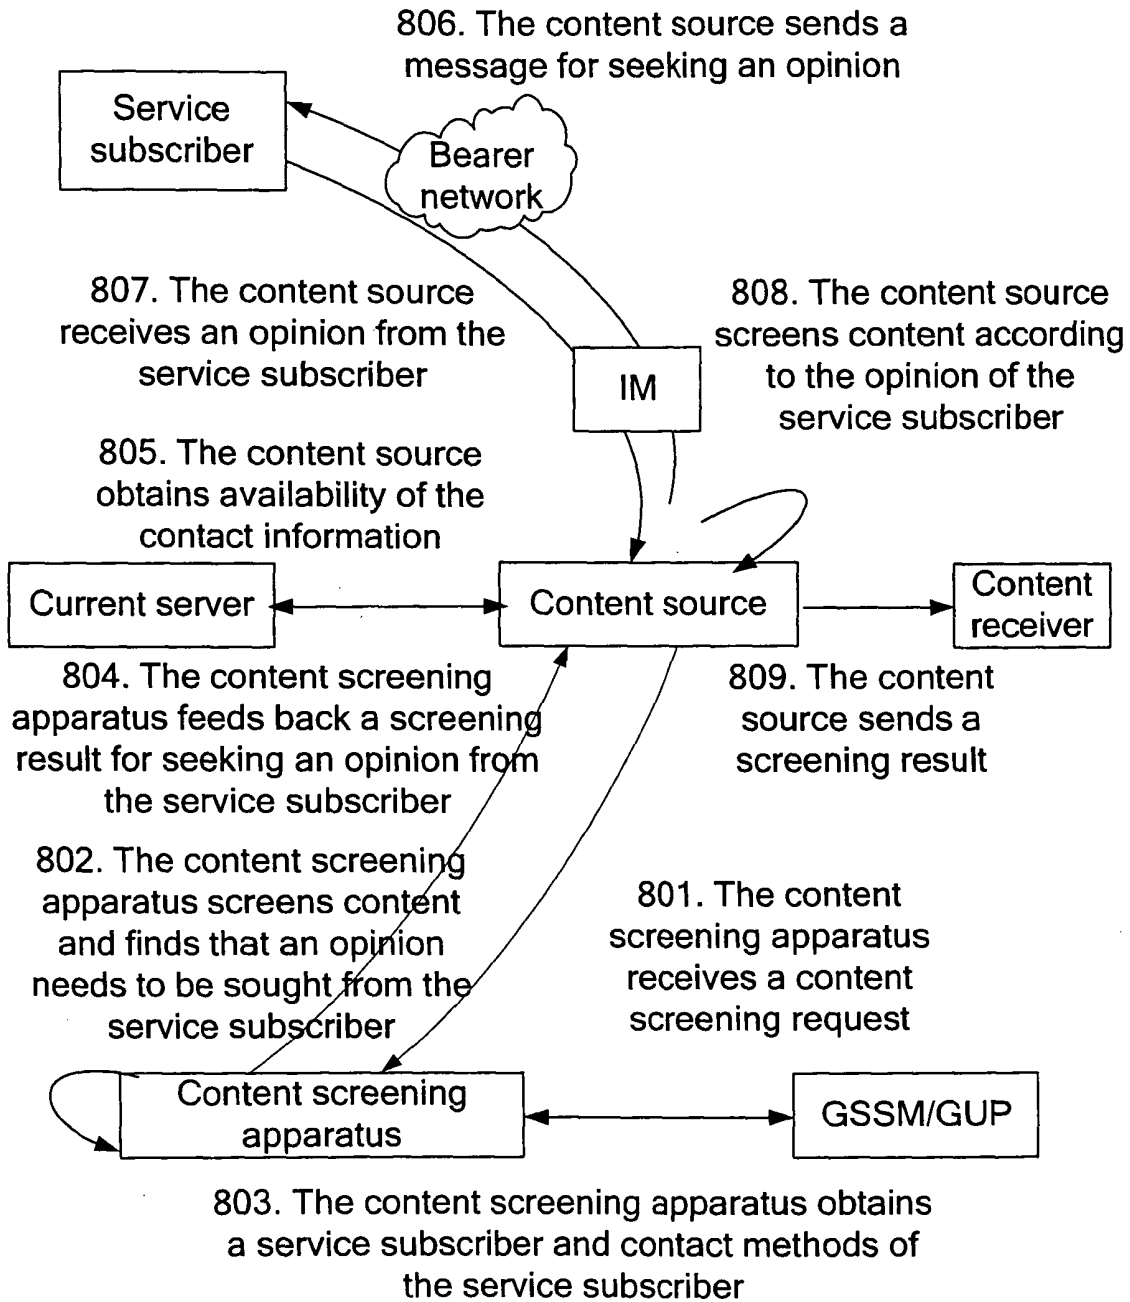 806. The content source sends a
message for seeking an opinion
Service
subscriber
Bearer
network
807. The content source
receives an opinion from the
service subscriber
808. The content source
screens content according
to the opinion of the
service subscriber
IM
805. The content source
obtains availability of the
contact information
Current server
Content source
Content
receiver
804. The content screening
apparatus feeds back a screening
result for seeking an opinion from
the service subscriber
809. The content
source sends a
screening result
802. The content screening
apparatus screens content
and finds that an opinion
needs to be sought from the
service subscriber
801. The content
screening apparatus
receives a content
screening request
Content screening
apparatus
GSSM/GUP
803. The content screening apparatus obtains
a service subscriber and contact methods of
the service subscriber